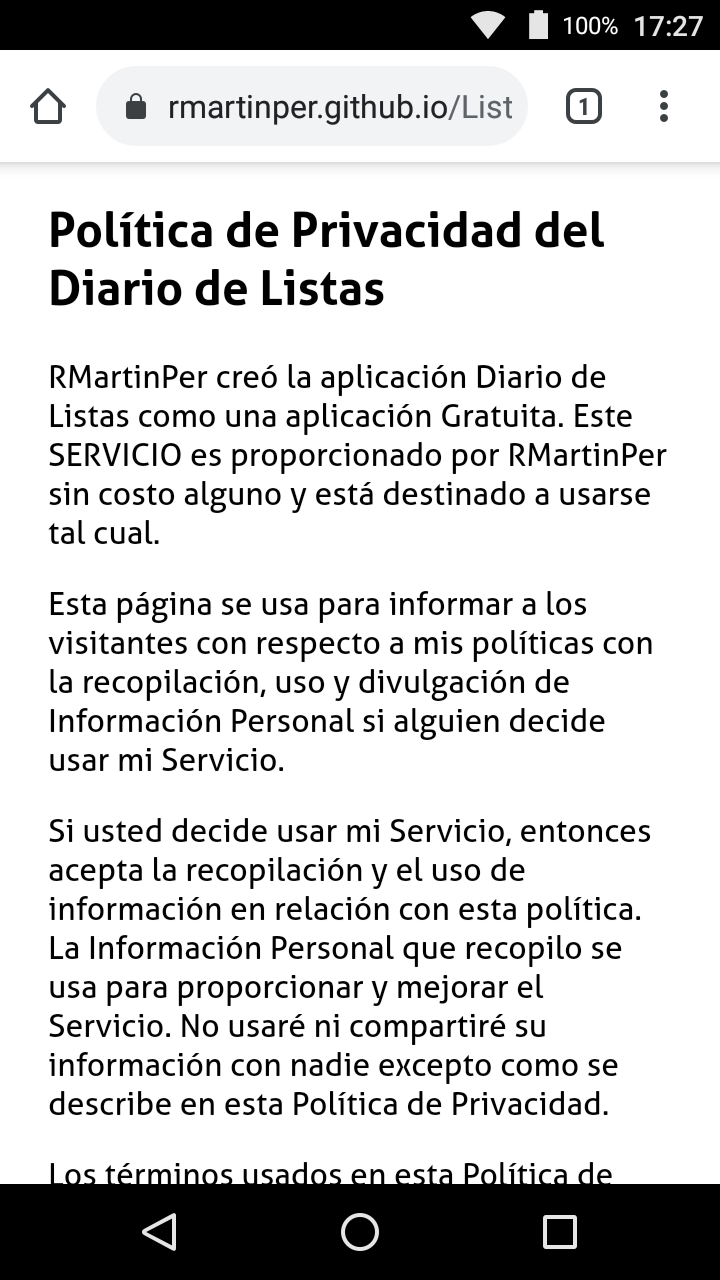 100% 17:27
rmartinper.github.io/List
1
Política de Privacidad del
Diario de Listas
RMartinPer creó la aplicación Diario de
Listas como una aplicación Gratuita. Este
SERVICIO es proporcionado por RMartinPer
sin costo alguno y está destinado a usarse
tal cual.
Esta página se usa para informar a los
visitantes con respecto a mis políticas con
la recopilación, uso y divulgación de
Información Personal si alguien decide
usar mi Servicio.
Si usted decide usar mi Servicio, entonces
acepta la recopilación y el uso de
información en relación con esta política.
La Información Personal que recopilo se
usa para proporcionar y mejorar el
Servicio. No usaré ni compartiré su
información con nadie excepto como se
describe en esta Política de Privacidad.
Los términos usados en esta Política de